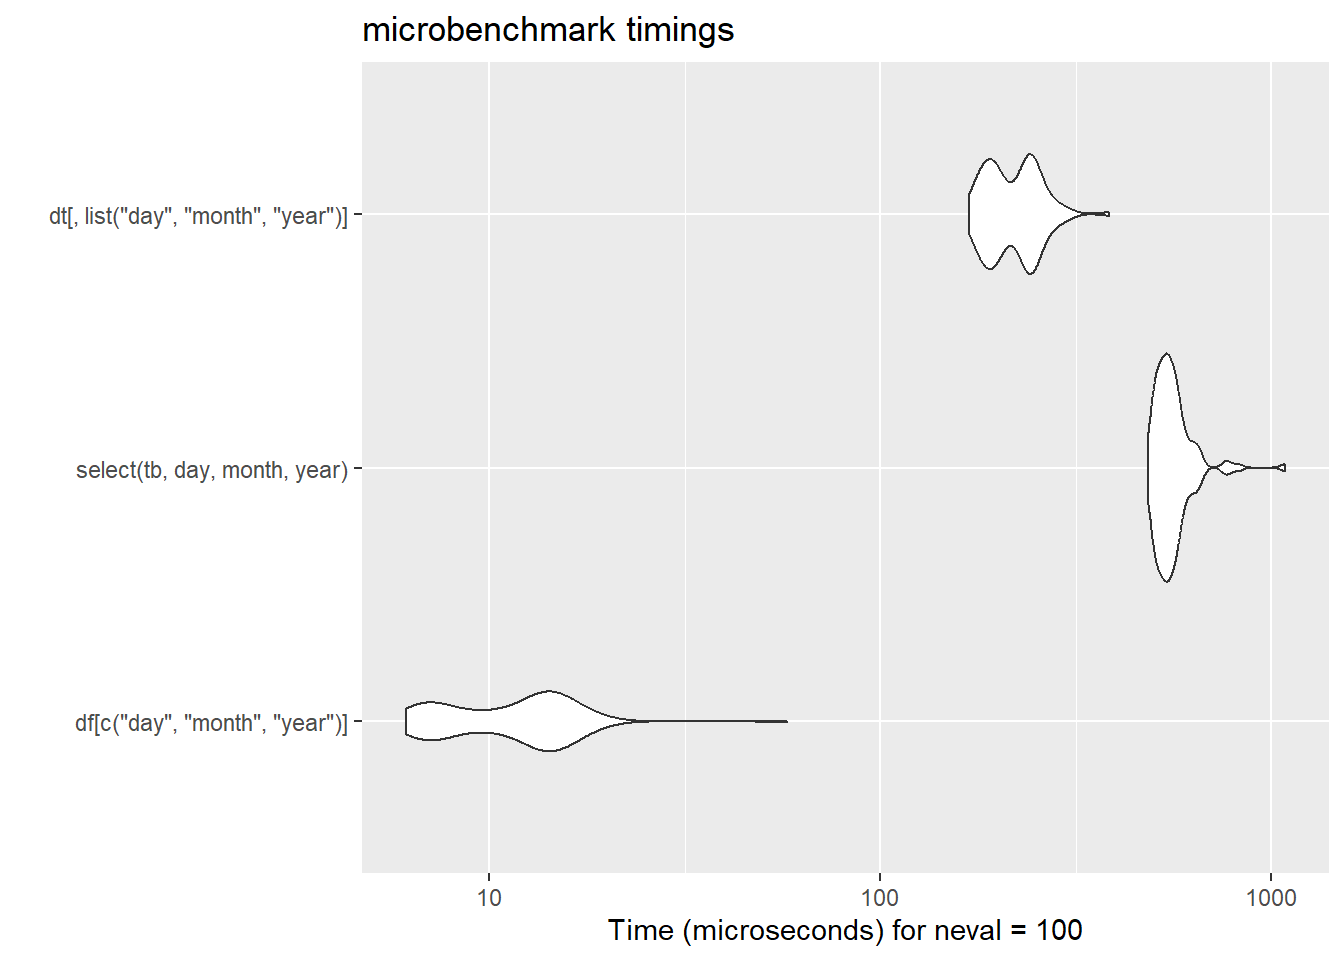 microbenchmark timings
dt[, list("day", "month", "year")]
select(tb, day, month, year)
df[c("day", "month", "year")]
10 100 1000
Time (microseconds) for neval = 100